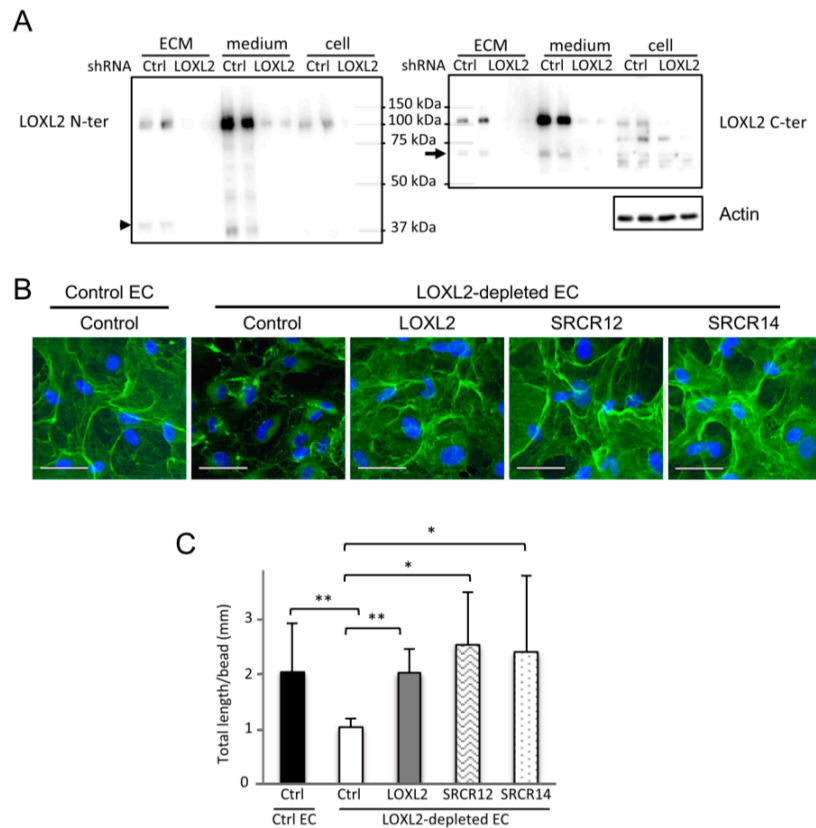 A
ECM medium cell
shRNA Ctrl LOXL2 Ctrl LOXL2 Ctrl LOXL2
LOXL2 N-ter
150 kDa
100 kDa
75 kDa
50 kDa
37 kDa
ECM medium cell
shRNA Ctrl LOXL2 Ctrl LOXL2 Ctrl LOXL2
LOXL2 C-ter
Actin
B
Control EC LOXL2-depleted EC
Control Control LOXL2 SRCR12 SRCR14
C
Total length/bead (mm)
3
2
1
0
*
*
**
**
Ctrl Ctrl LOXL2 SRCR12 SRCR14
Ctrl EC LOXL2-depleted EC